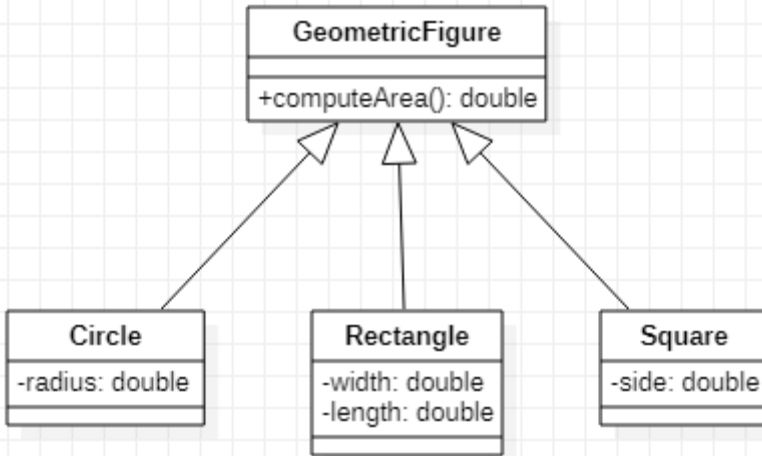 GeometricFigure
+computeArea(): double
Circle
-radius: double
Rectangle
-width: double
-length: double
Square
-side: double